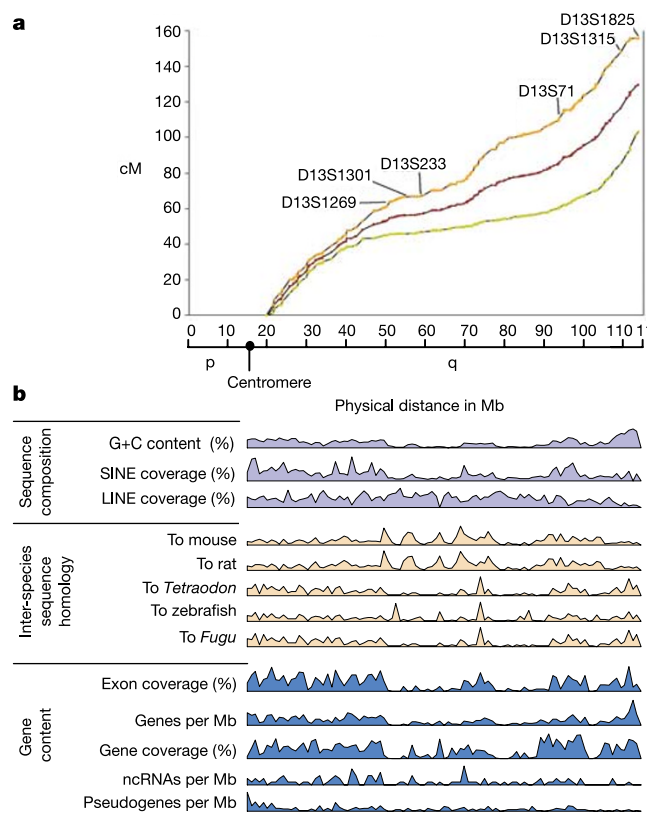 a
160
140
120
100
80
60
40
20
0
cM
D13S1825
D13S1315
D13S71
D13S233
D13S1301
D13S1269
0 10 20 30 40 50 60 70 80 90 100 110 11
p q
Centromere
b
Physical distance in Mb
Sequence
composition
G+C content (%)
SINE coverage (%)
LINE coverage (%)
Inter-species
sequence
homology
To mouse
To rat
To Tetraodon
To zebrafish
To Fugu
Gene
content
Exon coverage (%)
Genes per Mb
Gene coverage (%)
ncRNAs per Mb
Pseudogenes per Mb